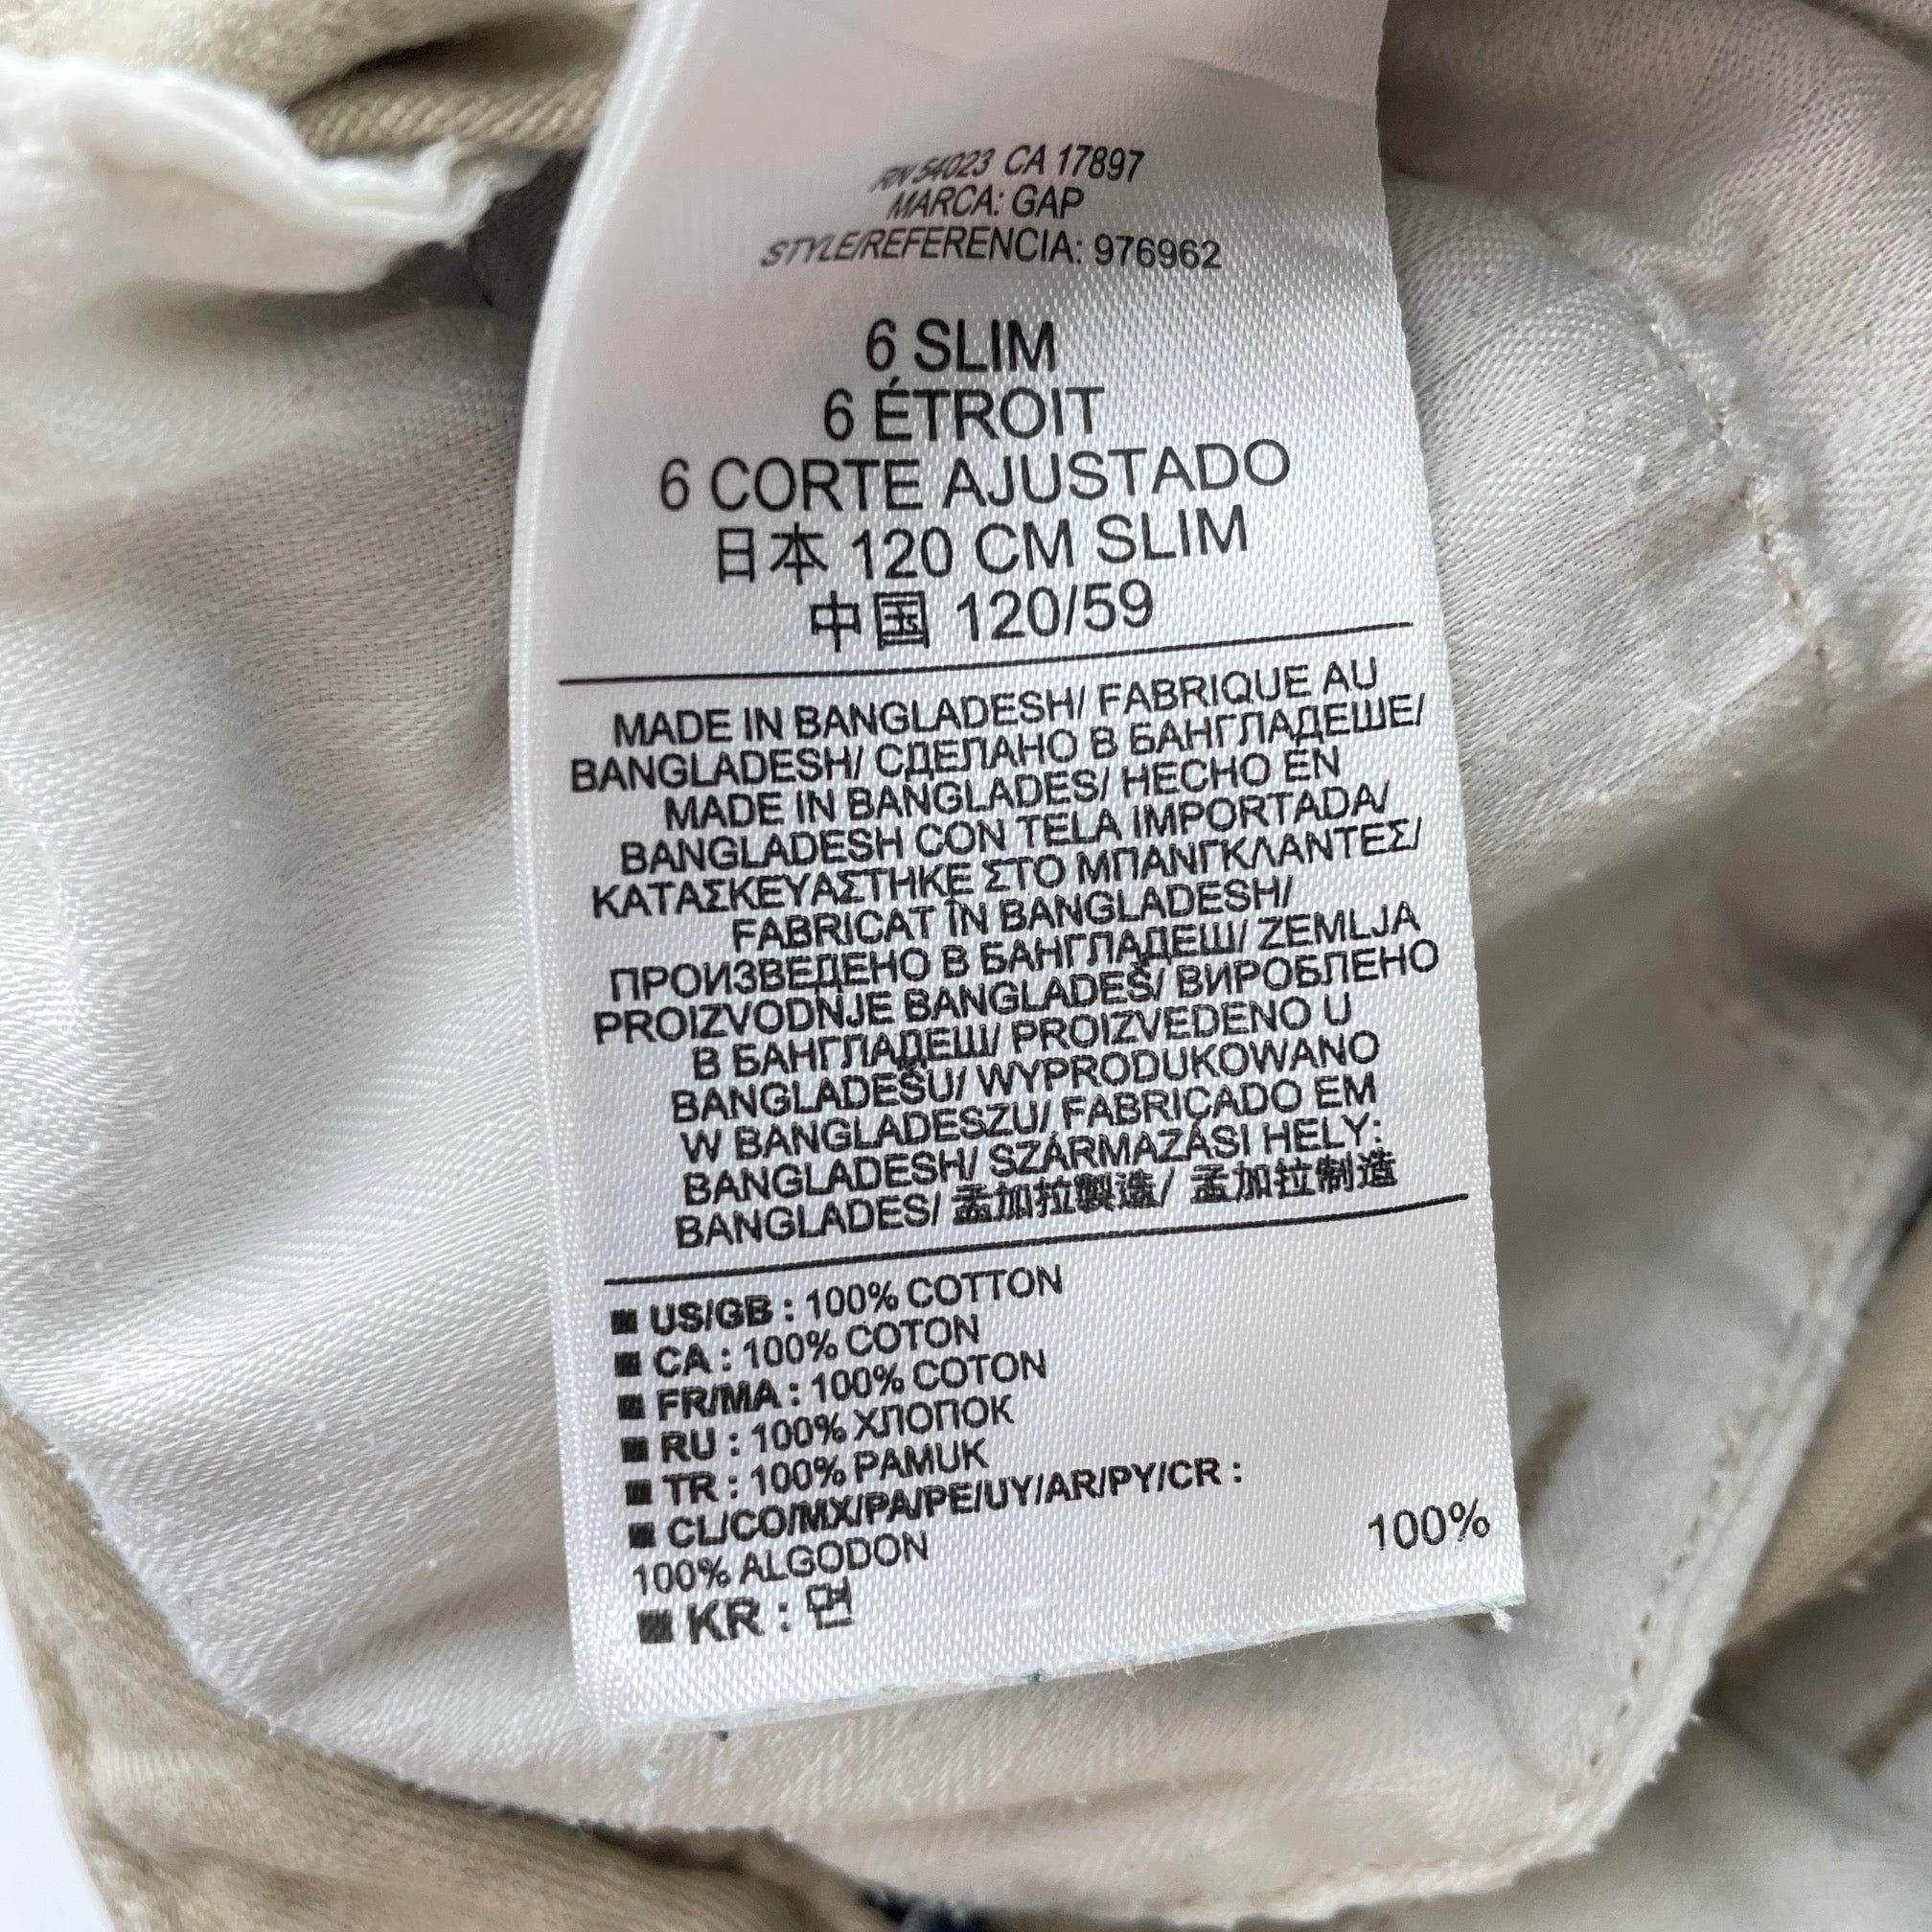 RN 54023 CA 17897
MARCA: GAP
STYLE/REFERENCIA: 976962
6 SLIM
6 ÉTROIT
6 CORTE AJUSTADO
日本 120 CM SLIM
中国 120/59
MADE IN BANGLADESH/ FABRIQUE AU
BANGLADESH/ СДЕЛАНО В БАНГЛАДЕШЕ/
MADE IN BANGLADES/ HECHO EN
BANGLADESH CON TELA IMPORTADA/
ΚΑΤΑΣΚΕΥΑΣΤΗΚΕ ΣΤΟ ΜΠΑΝΓΚΛΑΝΤΕΣ/
FABRICAT ÎN BANGLADESH/
ПРОИЗВЕДЕНО В БАНГЛАДЕШ/ ZEMLJA
PROIZVODNJE BANGLADEŠ/ ВИРОБЛЕНО
В БАНГЛАДЕШ/ PROIZVEDENO U
BANGLADEŠU/ WYPRODUKOWANO
W BANGLADESZU/ FABRICADO EM
BANGLADESH/ SZÁRMAZÁSI HELY:
BANGLADES/ 孟加拉製造/ 孟加拉制造
■ US/GB : 100% COTTON
■ CA : 100% COTON
■ FR/MA : 100% COTON
■ RU : 100% ХЛОПОК
■ TR : 100% PAMUK
■ CL/CO/MX/PA/PE/UY/AR/PY/CR :
100% ALGODON
■ KR : 면 100%